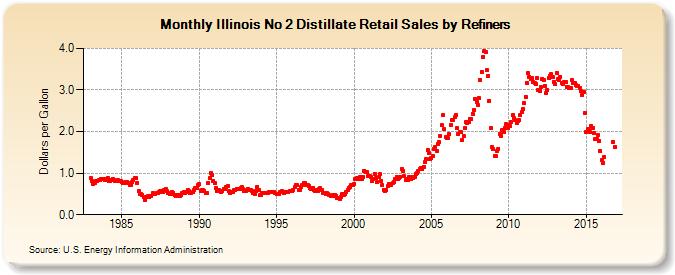 Monthly Illinois No 2 Distillate Retail Sales by Refiners
Dollars per Gallon
4.0
3.0
2.0
1.0
0.0
1985 1990 1995 2000 2005 2010 2015
Source: U.S. Energy Information Administration